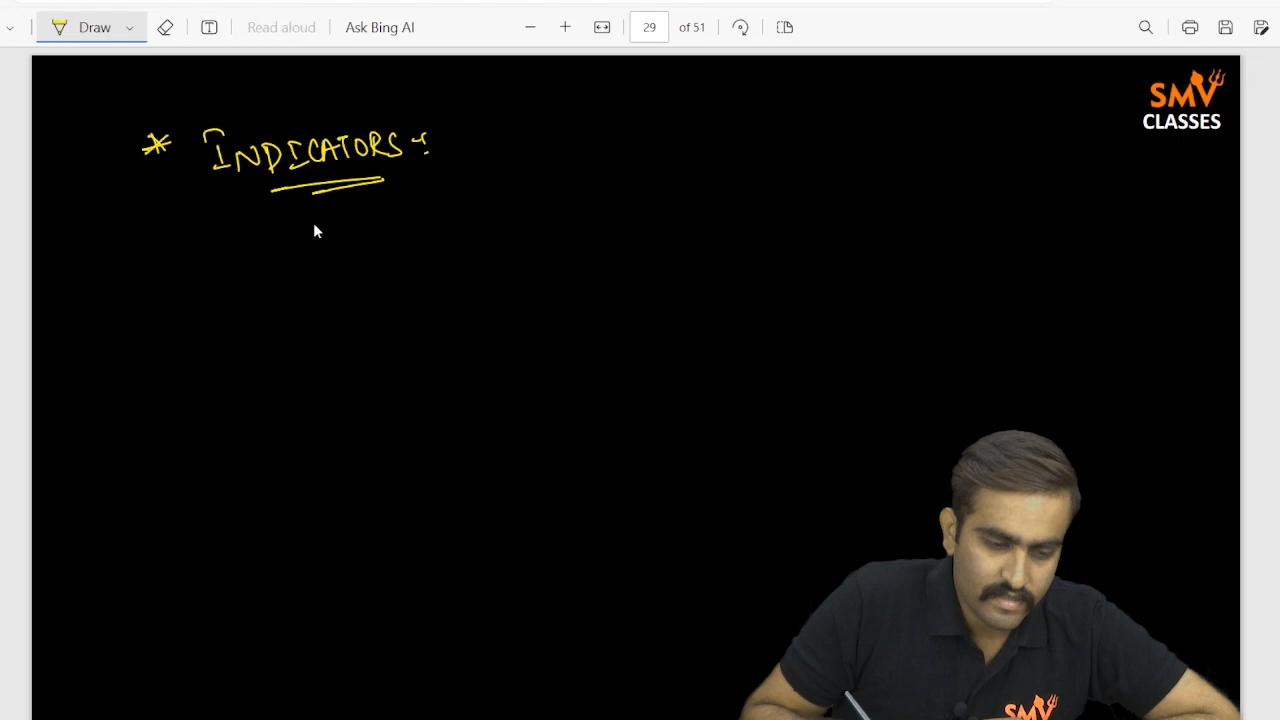 Draw
Read aloud
Ask Bing AI
29 of 51
SMV
CLASSES
* INDICATORS :
SMV